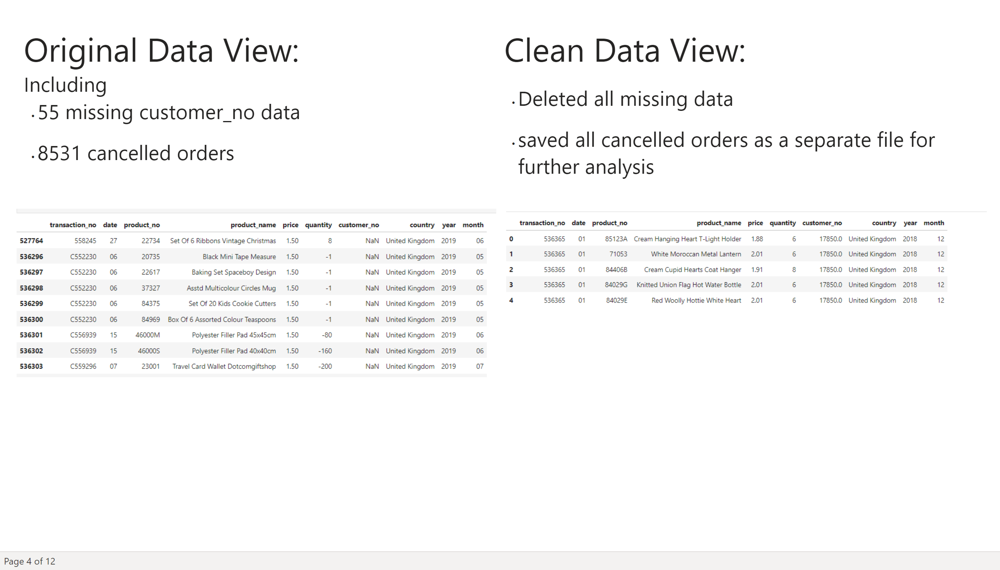 Original Data View:
Including
· 55 missing customer_no data
· 8531 cancelled orders
transaction_no date product_no product_name price quantity customer_no country year month
527764 558245 27 22734 Set Of 6 Ribbons Vintage Christmas 1.50 8 NaN United Kingdom 2019 06
536296 C552230 06 20735 Black Mini Tape Measure 1.50 -1 NaN United Kingdom 2019 05
536297 C552230 06 22617 Baking Set Spaceboy Design 1.50 -1 NaN United Kingdom 2019 05
536298 C552230 06 37327 Asstd Multicolour Circles Mug 1.50 -1 NaN United Kingdom 2019 05
536299 C552230 06 84375 Set Of 20 Kids Cookie Cutters 1.50 -1 NaN United Kingdom 2019 05
536300 C552230 06 84969 Box Of 6 Assorted Colour Teaspoons 1.50 -1 NaN United Kingdom 2019 05
536301 C556939 15 46000M Polyester Filler Pad 45x45cm 1.50 -80 NaN United Kingdom 2019 06
536302 C556939 15 46000S Polyester Filler Pad 40x40cm 1.50 -160 NaN United Kingdom 2019 06
536303 C559296 07 23001 Travel Card Wallet Dotcomgiftshop 1.50 -200 NaN United Kingdom 2019 07
Clean Data View:
· Deleted all missing data
· saved all cancelled orders as a separate file for
further analysis
transaction_no date product_no product_name price quantity customer_no country year month
0 536365 01 85123A Cream Hanging Heart T-Light Holder 1.88 6 17850.0 United Kingdom 2018 12
1 536365 01 71053 White Moroccan Metal Lantern 2.01 6 17850.0 United Kingdom 2018 12
2 536365 01 84406B Cream Cupid Hearts Coat Hanger 1.91 8 17850.0 United Kingdom 2018 12
3 536365 01 84029G Knitted Union Flag Hot Water Bottle 2.01 6 17850.0 United Kingdom 2018 12
4 536365 01 84029E Red Woolly Hottie White Heart 2.01 6 17850.0 United Kingdom 2018 12
Page 4 of 12